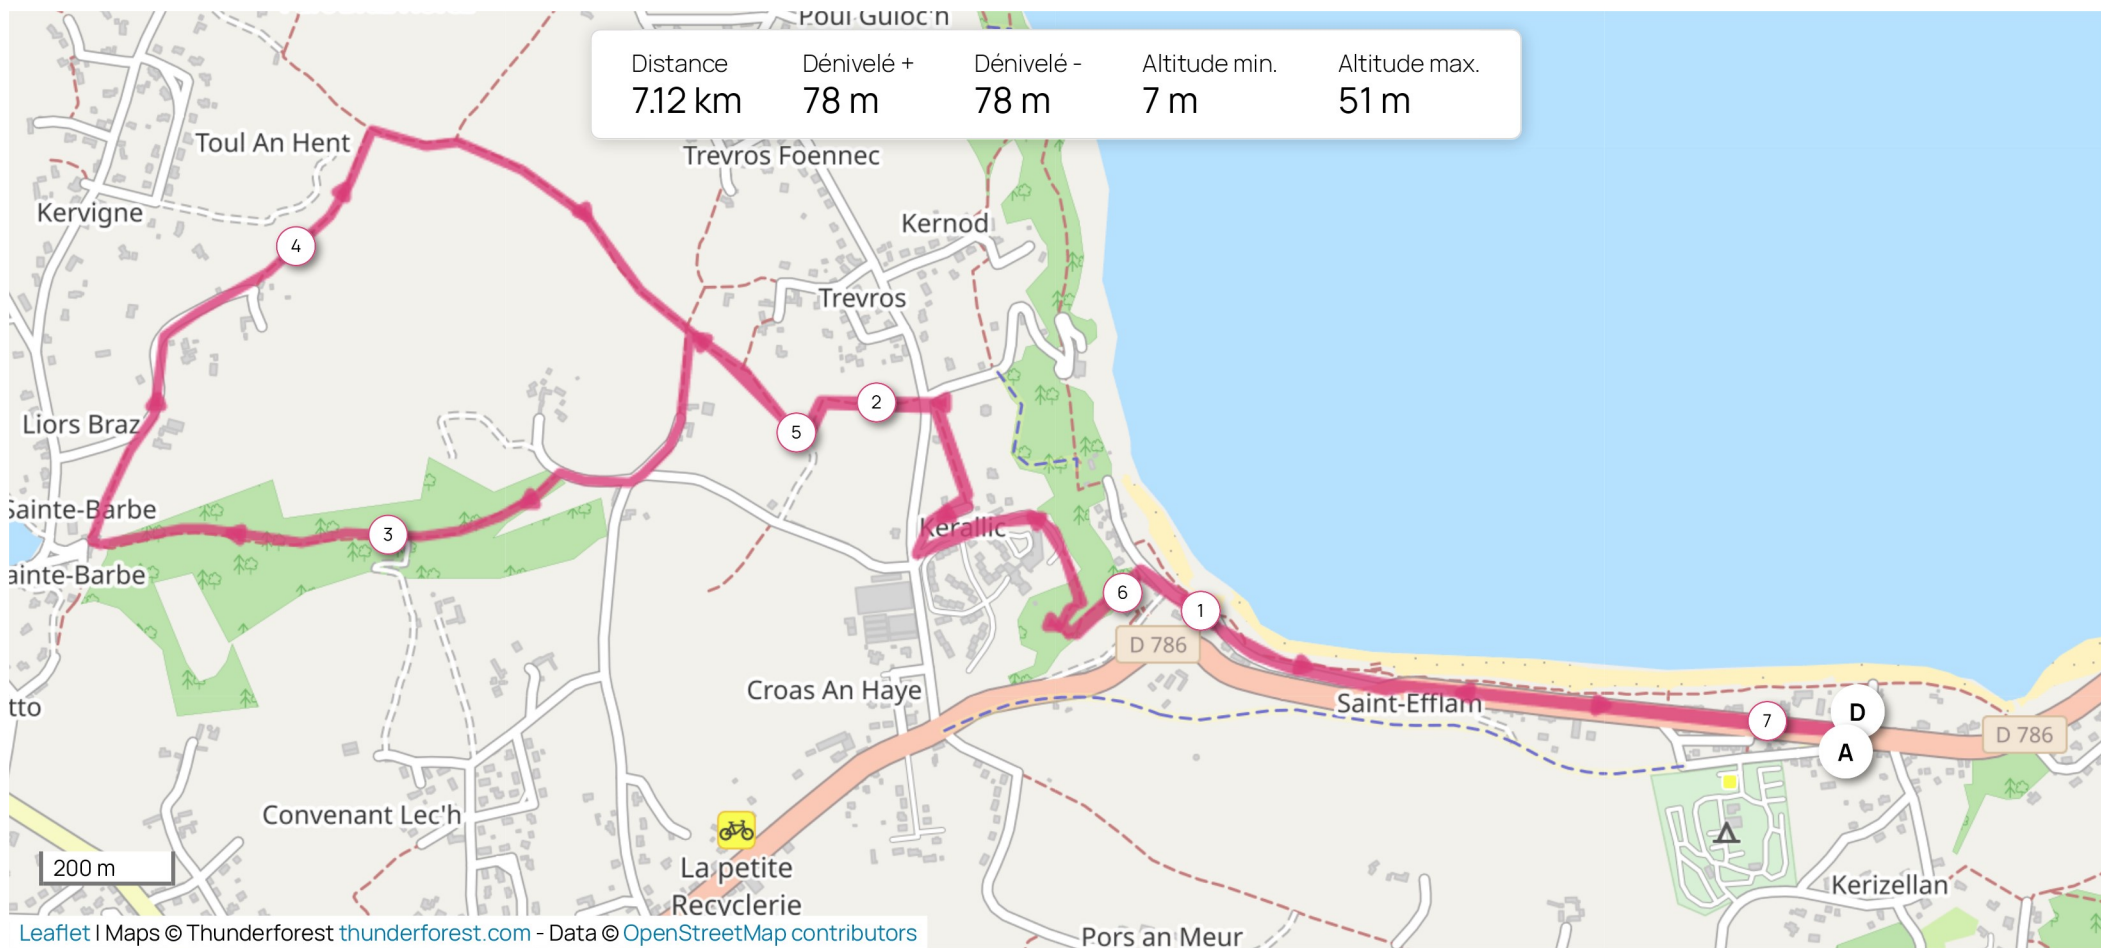 Poul Guioc'h
Distance
7.12 km
Dénivelé +
78 m
Dénivelé -
78 m
Altitude min.
7 m
Altitude max.
51 m
Toul An Hent
Trevros Foennec
Kervigne
Kernod
4
Trevros
2
5
Liors Braz
Sainte-Barbe
Kerallic
3
ainte-Barbe
6
1
D 786
Croas An Haye
Saint-Efflam
7
D
A
D 786
tto
Convenant Lec'h
La petite
Recyclerie
200 m
Kerizellan
Pors an Meur
Leaflet | Maps © Thunderforest thunderforest.com - Data © OpenStreetMap contributors